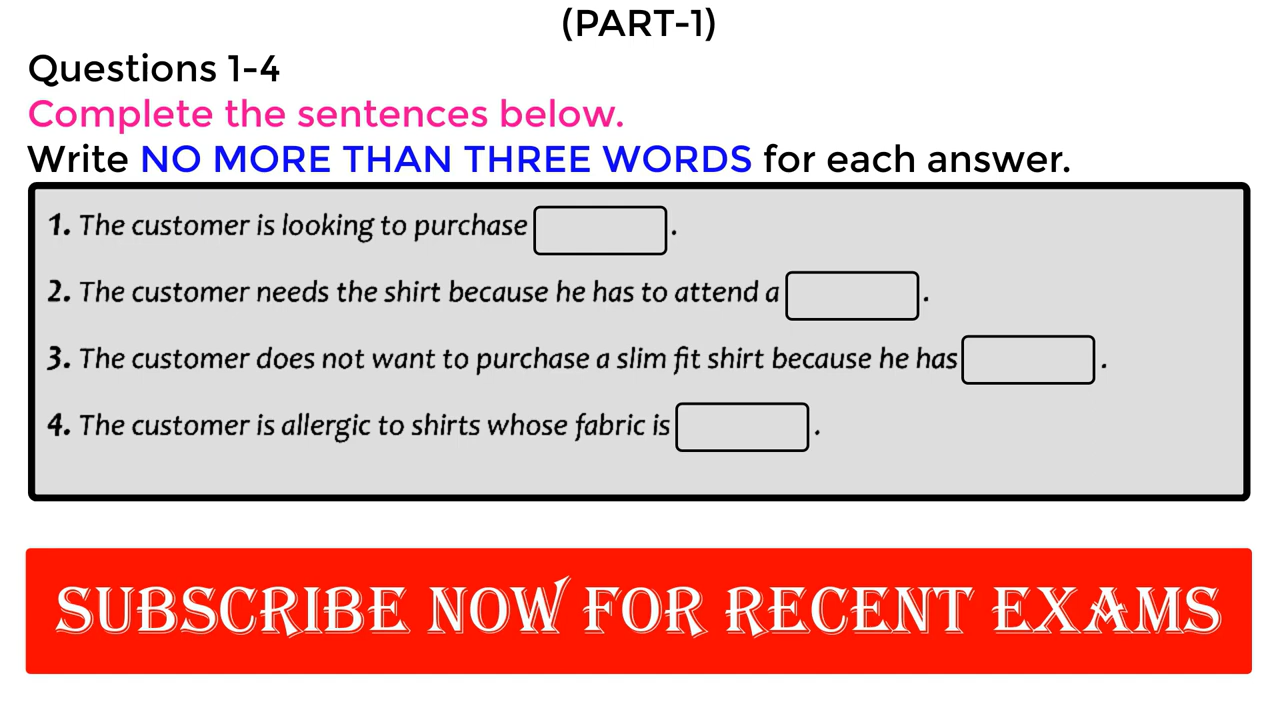 (PART-1)
Questions 1-4
Complete the sentences below.
Write NO MORE THAN THREE WORDS for each answer.
1. The customer is looking to purchase .
2. The customer needs the shirt because he has to attend a .
3. The customer does not want to purchase a slim fit shirt because he has .
4. The customer is allergic to shirts whose fabric is .
SUBSCRIBE NOW FOR RECENT EXAMS